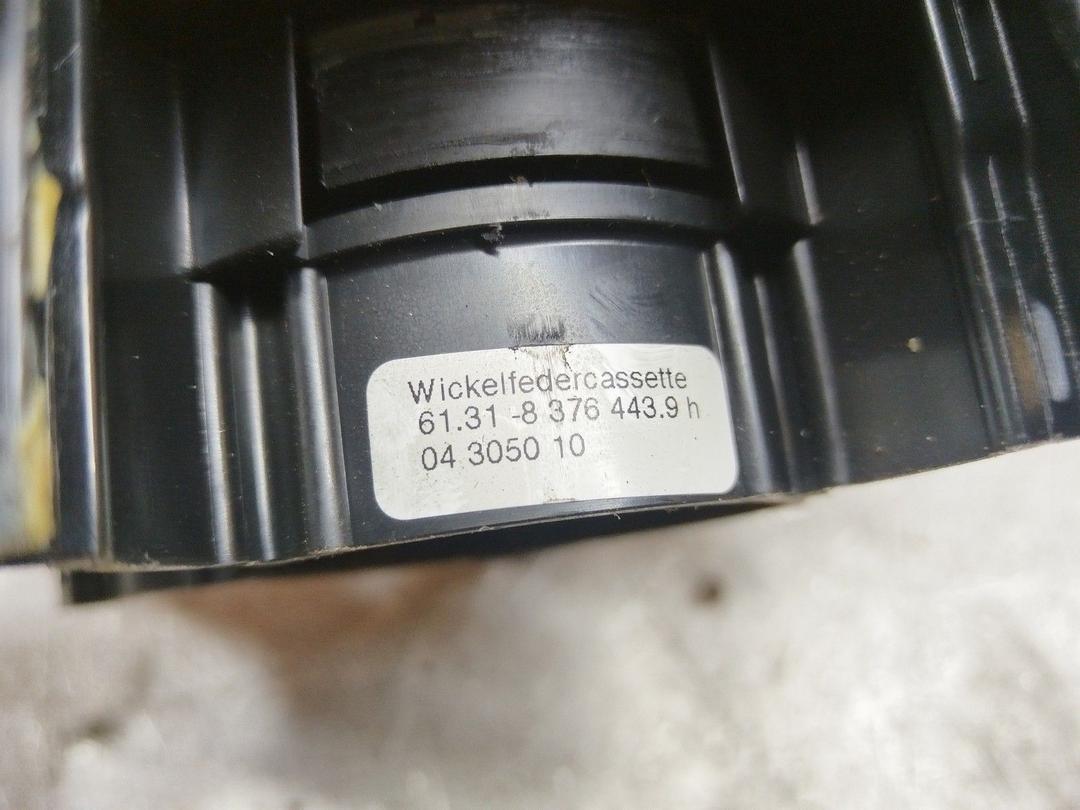 Wickelfedercassette
61.31 -8 376 443.9 h
04 3050 10